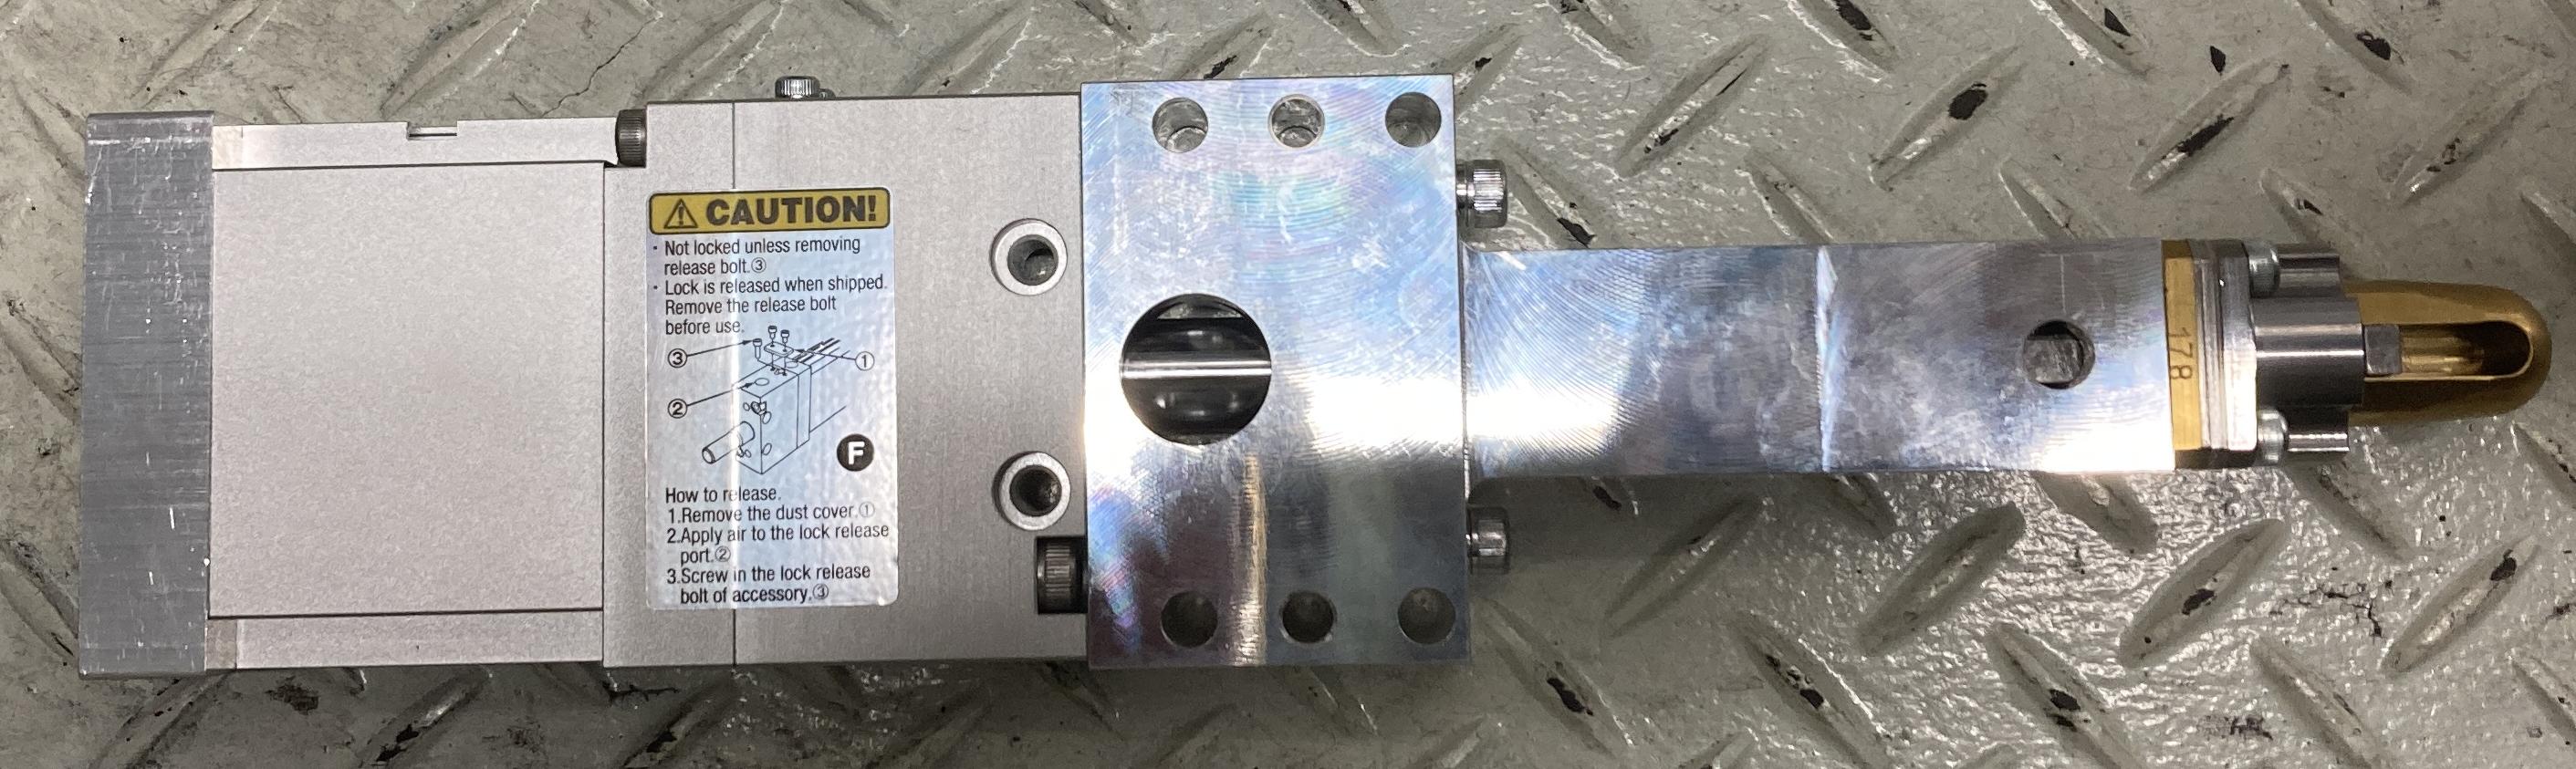 ⚠ CAUTION!
· Not locked unless removing
release bolt.③
· Lock is released when shipped.
Remove the release bolt
before use.
③
①
②
F
How to release.
1.Remove the dust cover.①
2.Apply air to the lock release
port.②
3.Screw in the lock release
bolt of accessory.③
178